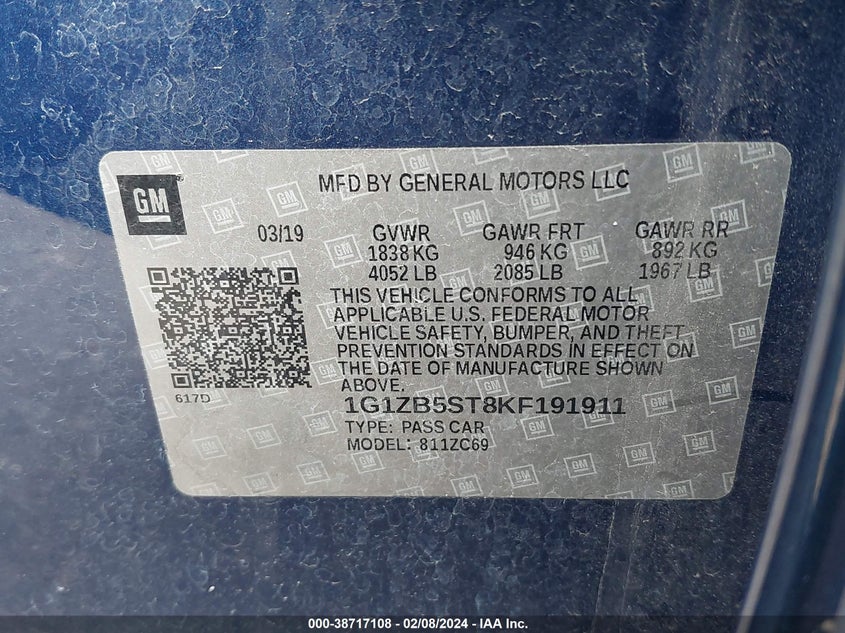 GM
MFD BY GENERAL MOTORS LLC
03/19
GVWR GAWR FRT GAWR RR
1838 KG 946 KG 892 KG
4052 LB 2085 LB 1967 LB
THIS VEHICLE CONFORMS TO ALL
APPLICABLE U.S. FEDERAL MOTOR
VEHICLE SAFETY, BUMPER, AND THEFT
PREVENTION STANDARDS IN EFFECT ON
THE DATE OF MANUFACTURE SHOWN
ABOVE.
617D
1G1ZB5ST8KF191911
TYPE: PASS CAR
MODEL: 811ZC69
000-38717108 - 02/08/2024 - IAA Inc.